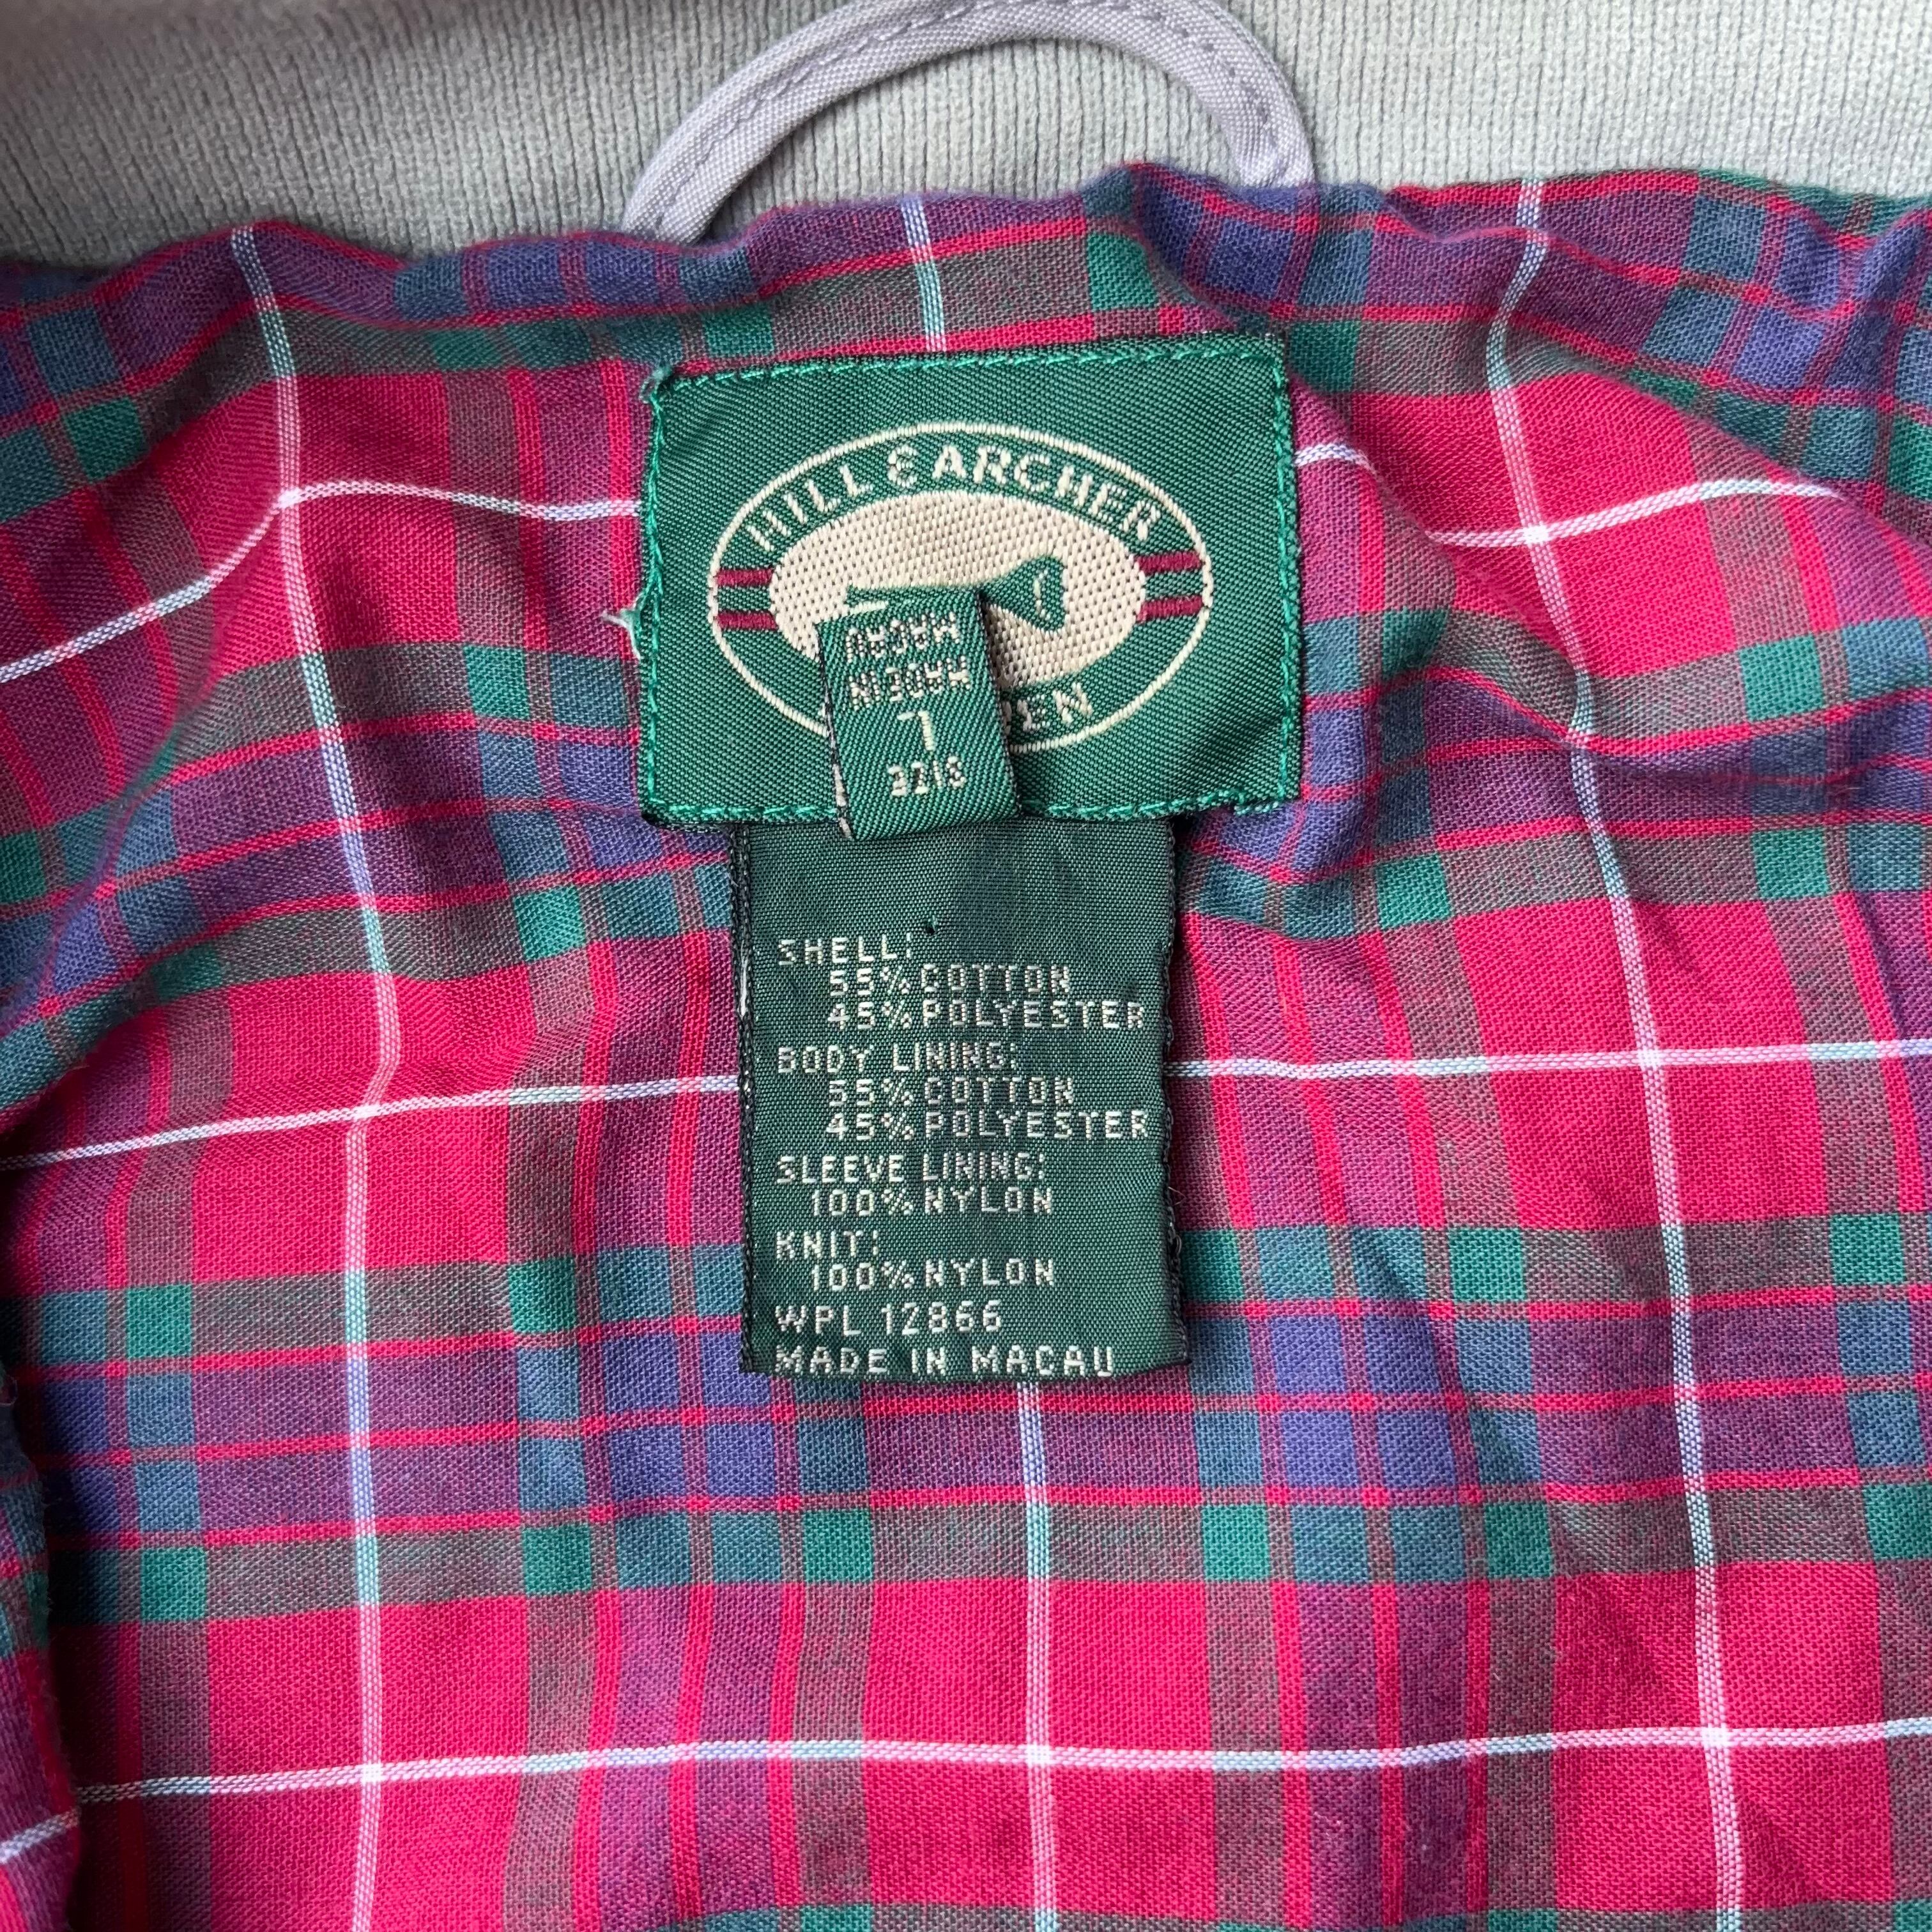 HILL & ARCHER
MADE IN
MACAU
L
SIZE
SHELL:
55% COTTON
45% POLYESTER
BODY LINING:
55% COTTON
45% POLYESTER
SLEEVE LINING:
100% NYLON
KNIT:
100% NYLON
WPL 12866
MADE IN MACAU